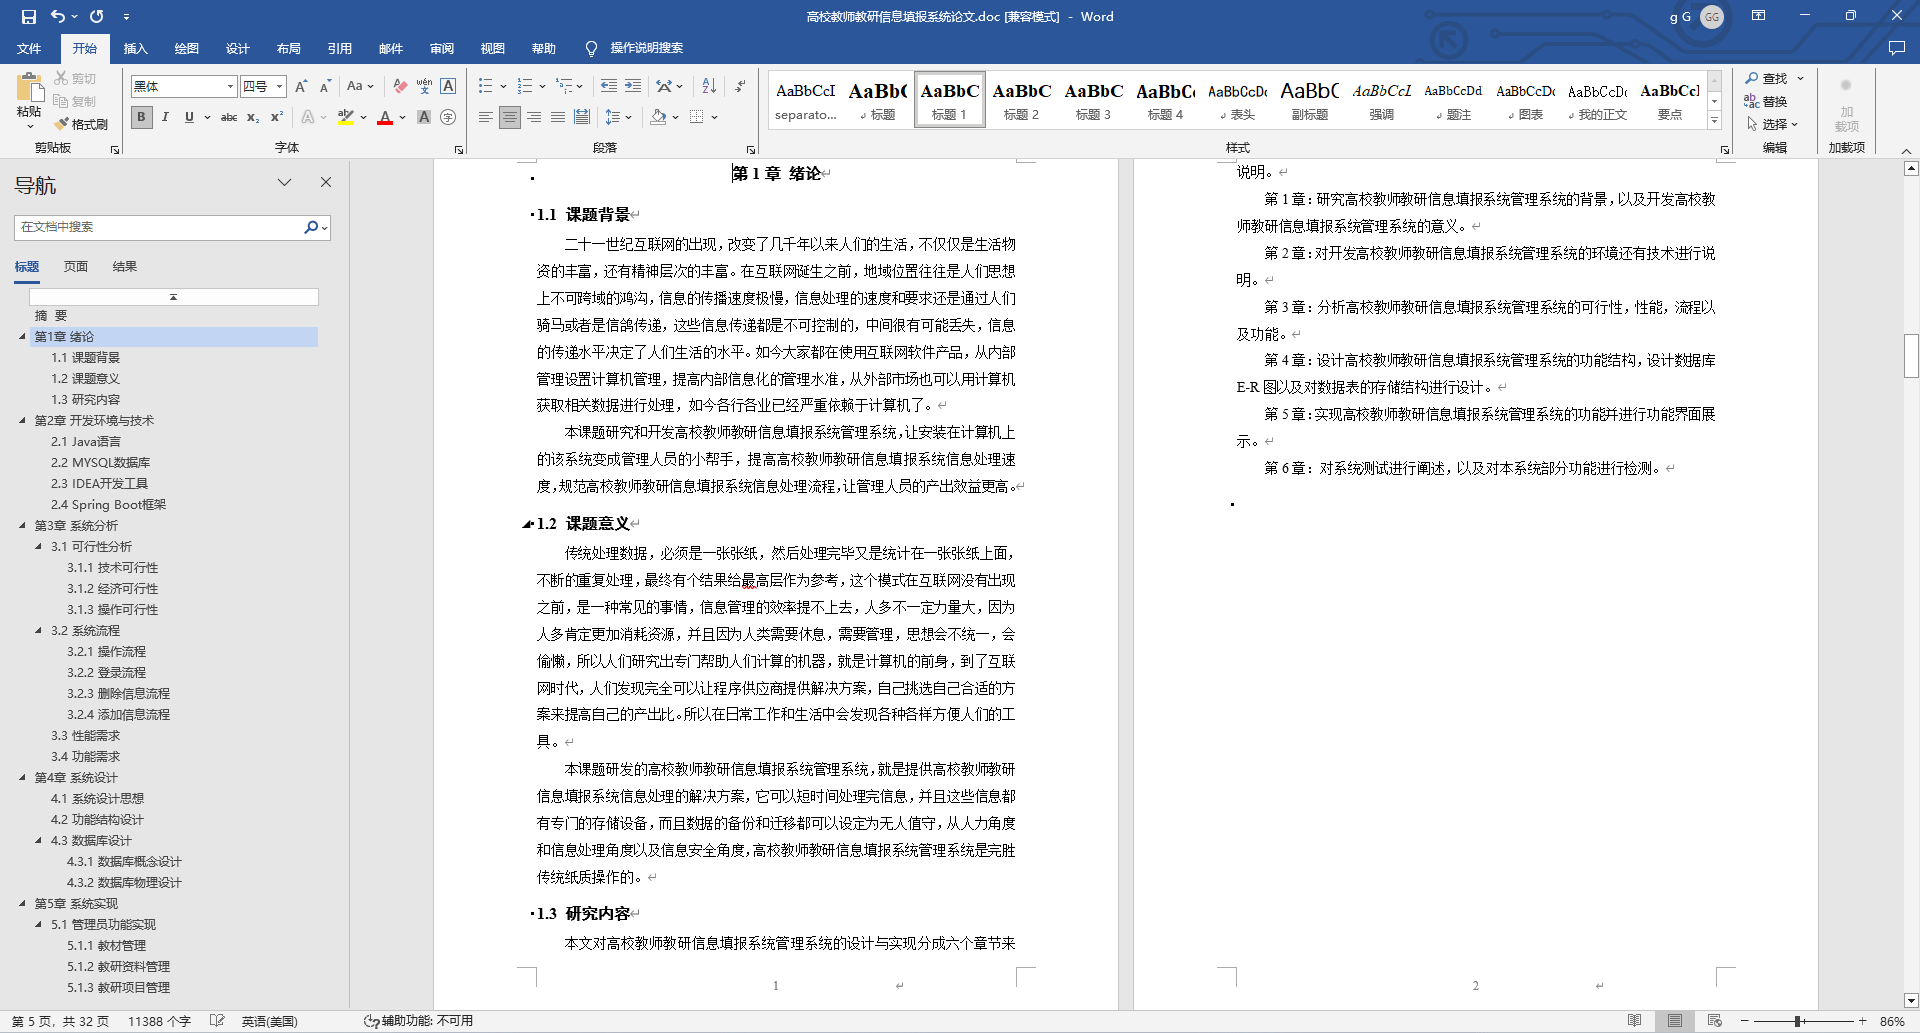 高校教师教研信息填报系统论文.doc [兼容模式] - Word
g G
GG
文件 开始 插入 绘图 设计 布局 引用 邮件 审阅 视图 帮助 操作说明搜索
粘贴
剪切
复制
格式刷
剪贴板
黑体 四号
字体
段落
AaBbCcI separato...
AaBb( 标题
AaBbC 标题 1
AaBbC 标题 2
AaBbC 标题 3
AaBbC( 标题 4
AaBbCcDc 表头
AaBbC 副标题
AaBbCcL 强调
AaBbCcDd 题注
AaBbCcDc 图表
AaBbCcDc 我的正文
AaBbCcl 要点
样式
查找
替换
选择
编辑
加载项
加载项
导航
在文档中搜索
标题 页面 结果
摘 要
第1章 绪论
1.1 课题背景
1.2 课题意义
1.3 研究内容
第2章 开发环境与技术
2.1 Java语言
2.2 MYSQL数据库
2.3 IDEA开发工具
2.4 Spring Boot框架
第3章 系统分析
3.1 可行性分析
3.1.1 技术可行性
3.1.2 经济可行性
3.1.3 操作可行性
3.2 系统流程
3.2.1 操作流程
3.2.2 登录流程
3.2.3 删除信息流程
3.2.4 添加信息流程
3.3 性能需求
3.4 功能需求
第4章 系统设计
4.1 系统设计思想
4.2 功能结构设计
4.3 数据库设计
4.3.1 数据库概念设计
4.3.2 数据库物理设计
第5章 系统实现
5.1 管理员功能实现
5.1.1 教材管理
5.1.2 教研资料管理
5.1.3 教研项目管理
第 1 章 绪论
1.1 课题背景
二十一世纪互联网的出现，改变了几千年以来人们的生活，不仅仅是生活物
资的丰富，还有精神层次的丰富。在互联网诞生之前，地域位置往往是人们思想
上不可跨域的鸿沟，信息的传播速度极慢，信息处理的速度和要求还是通过人们
骑马或者是信鸽传递，这些信息传递都是不可控制的，中间很有可能丢失，信息
的传递水平决定了人们生活的水平。如今大家都在使用互联网软件产品，从内部
管理设置计算机管理，提高内部信息化的管理水准，从外部市场也可以用计算机
获取相关数据进行处理，如今各行各业已经严重依赖于计算机了。
本课题研究和开发高校教师教研信息填报系统管理系统，让安装在计算机上
的该系统变成管理人员的小帮手，提高高校教师教研信息填报系统信息处理速
度，规范高校教师教研信息填报系统信息处理流程，让管理人员的产出效益更高。
1.2 课题意义
传统处理数据，必须是一张张纸，然后处理完毕又是统计在一张张纸上面，
不断的重复处理，最终有个结果给最高层作为参考，这个模式在互联网没有出现
之前，是一种常见的事情，信息管理的效率提不上去，人多不一定力量大，因为
人多肯定更加消耗资源，并且因为人类需要休息，需要管理，思想会不统一，会
偷懒，所以人们研究出专门帮助人们计算的机器，就是计算机的前身，到了互联
网时代，人们发现完全可以让程序供应商提供解决方案，自己挑选自己合适的方
案来提高自己的产出比。所以在日常工作和生活中会发现各种各样方便人们的工
具。
本课题研发的高校教师教研信息填报系统管理系统，就是提供高校教师教研
信息填报系统信息处理的解决方案，它可以短时间处理完信息，并且这些信息都
有专门的存储设备，而且数据的备份和迁移都可以设定为无人值守，从人力角度
和信息处理角度以及信息安全角度，高校教师教研信息填报系统管理系统是完胜
传统纸质操作的。
1.3 研究内容
本文对高校教师教研信息填报系统管理系统的设计与实现分成六个章节来
1
说明。
第 1 章：研究高校教师教研信息填报系统管理系统的背景，以及开发高校教
师教研信息填报系统管理系统的意义。
第 2 章：对开发高校教师教研信息填报系统管理系统的环境还有技术进行说
明。
第 3 章：分析高校教师教研信息填报系统管理系统的可行性，性能，流程以
及功能。
第 4 章：设计高校教师教研信息填报系统管理系统的功能结构，设计数据库
E-R 图以及对数据表的存储结构进行设计。
第 5 章：实现高校教师教研信息填报系统管理系统的功能并进行功能界面展
示。
第 6 章：对系统测试进行阐述，以及对本系统部分功能进行检测。
2
第 5 页，共 32 页 11388 个字 英语(美国) 辅助功能: 不可用 86%